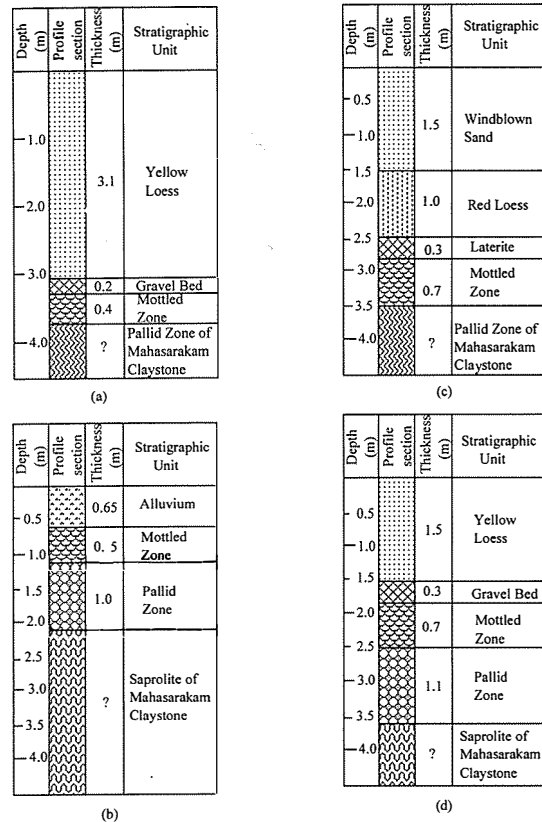 Depth (m)
Profile section
Thickness (m)
Stratigraphic Unit
1.0
2.0
3.0
4.0
3.1
Yellow Loess
0.2
Gravel Bed
0.4
Mottled Zone
?
Pallid Zone of Mahasarakam Claystone
(a)
Depth (m)
Profile section
Thickness (m)
Stratigraphic Unit
0.5
1.0
1.5
2.0
2.5
3.0
3.5
4.0
1.5
Windblown Sand
1.0
Red Loess
0.3
Laterite
0.7
Mottled Zone
?
Pallid Zone of Mahasarakam Claystone
(c)
Depth (m)
Profile section
Thickness (m)
Stratigraphic Unit
0.5
1.0
1.5
2.0
2.5
3.0
3.5
4.0
0.65
Alluvium
0. 5
Mottled Zone
1.0
Pallid Zone
?
Saprolite of Mahasarakam Claystone
(b)
Depth (m)
Profile section
Thickness (m)
Stratigraphic Unit
0.5
1.0
1.5
2.0
2.5
3.0
3.5
4.0
1.5
Yellow Loess
0.3
Gravel Bed
0.7
Mottled Zone
1.1
Pallid Zone
?
Saprolite of Mahasarakam Claystone
(d)